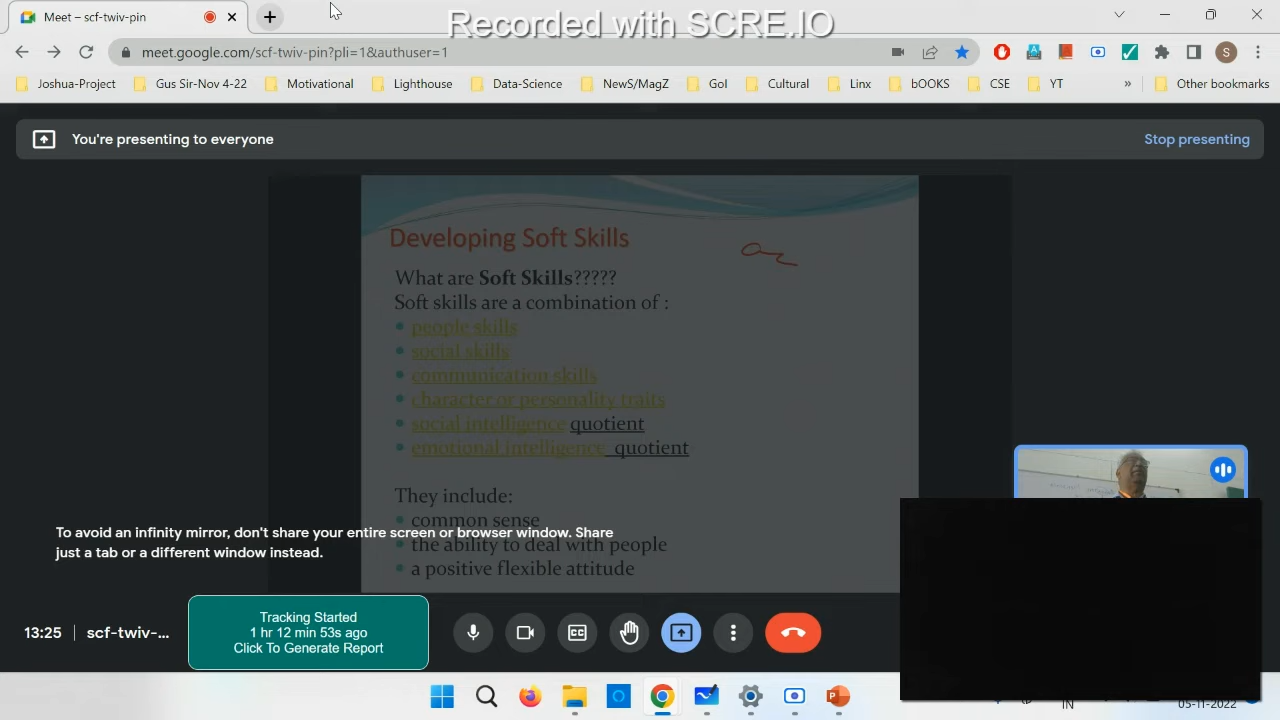 Meet – scf-twiv-pin
Recorded with SCRE.IO
meet.google.com/scf-twiv-pin?pli=1&authuser=1
S
Joshua-Project
Gus Sir-Nov 4-22
Motivational
Lighthouse
Data-Science
NewS/MagZ
GoI
Cultural
Linx
bOOKS
CSE
YT
»
Other bookmarks
You're presenting to everyone
Stop presenting
Developing Soft Skills
What are Soft Skills?????
Soft skills are a combination of :
• people skills
• social skills
• communication skills
• character or personality traits
• social intelligence quotient
• emotional intelligence quotient
They include:
• common sense
• the ability to deal with people
• a positive flexible attitude
To avoid an infinity mirror, don't share your entire screen or browser window. Share
just a tab or a different window instead.
13:25 | scf-twiv-...
Tracking Started
1 hr 12 min 53s ago
Click To Generate Report
CC
IN
05-11-2022